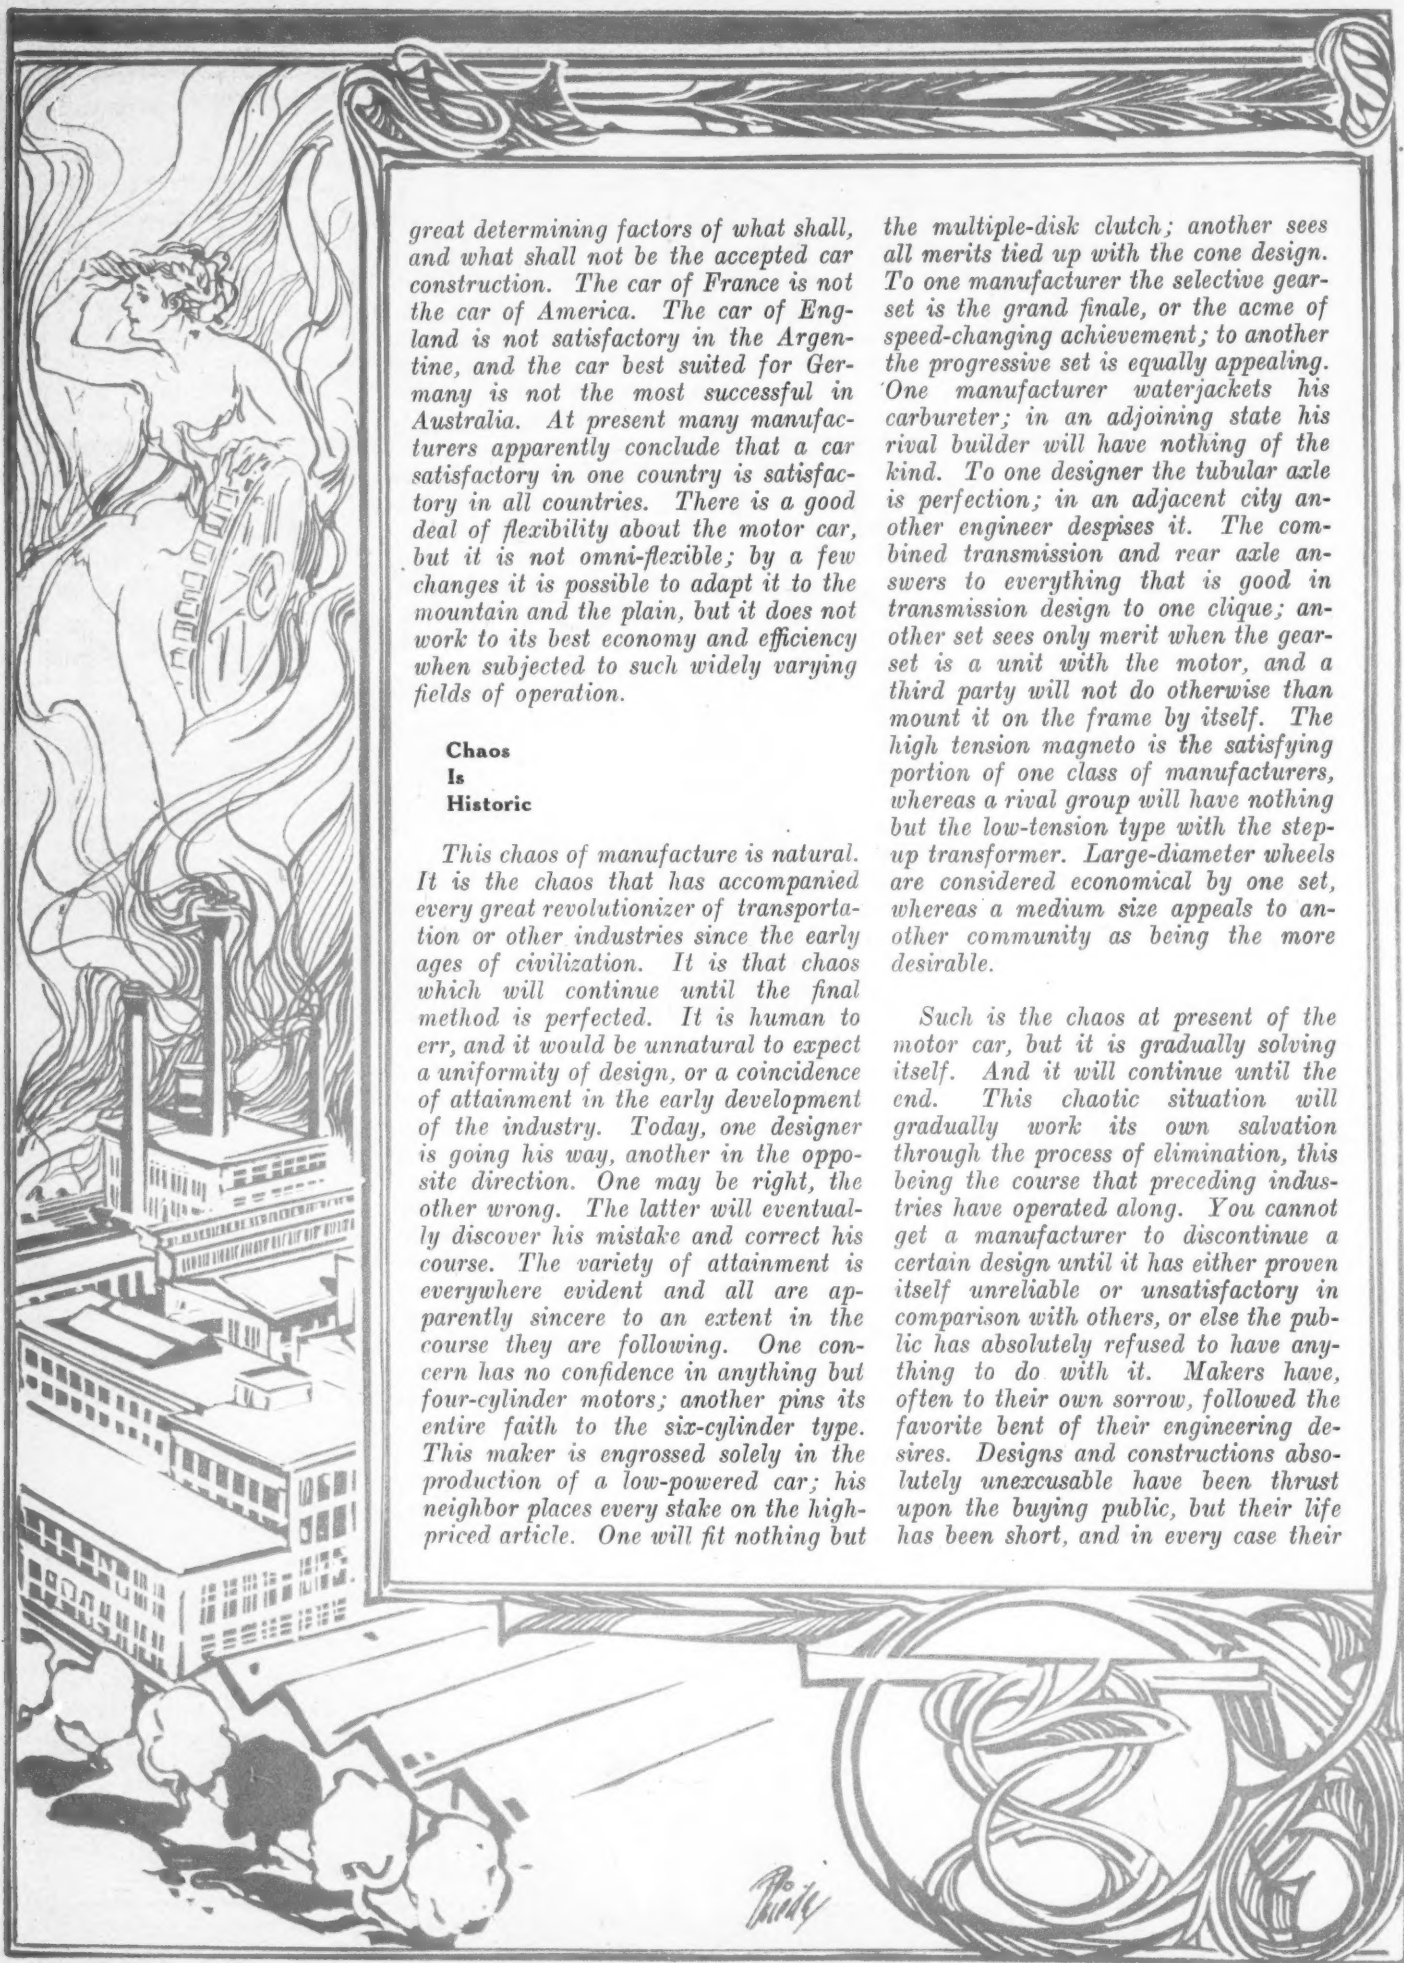 great determining factors of what shall,
and what shall not be the accepted car
construction. The car of France is not
the car of America. The car of Eng-
land is not satisfactory in the Argen-
tine, and the car best suited for Ger-
many is not the most successful in
Australia. At present many manufac-
turers apparently conclude that a car
satisfactory in one country is satisfac-
tory in all countries. There is a good
deal of flexibility about the motor car,
but it is not omni-flexible; by a few
changes it is possible to adapt it to the
mountain and the plain, but it does not
work to its best economy and efficiency
when subjected to such widely varying
fields of operation.
Chaos
Is
Historic
This chaos of manufacture is natural.
It is the chaos that has accompanied
every great revolutionizer of transporta-
tion or other industries since the early
ages of civilization. It is that chaos
which will continue until the final
method is perfected. It is human to
err, and it would be unnatural to expect
a uniformity of design, or a coincidence
of attainment in the early development
of the industry. Today, one designer
is going his way, another in the oppo-
site direction. One may be right, the
other wrong. The latter will eventual-
ly discover his mistake and correct his
course. The variety of attainment is
everywhere evident and all are ap-
parently sincere to an extent in the
course they are following. One con-
cern has no confidence in anything but
four-cylinder motors; another pins its
entire faith to the six-cylinder type.
This maker is engrossed solely in the
production of a low-powered car; his
neighbor places every stake on the high-
priced article. One will fit nothing but
the multiple-disk clutch; another sees
all merits tied up with the cone design.
To one manufacturer the selective gear-
set is the grand finale, or the acme of
speed-changing achievement; to another
the progressive set is equally appealing.
One manufacturer waterjackets his
carbureter; in an adjoining state his
rival builder will have nothing of the
kind. To one designer the tubular axle
is perfection; in an adjacent city an-
other engineer despises it. The com-
bined transmission and rear axle an-
swers to everything that is good in
transmission design to one clique; an-
other set sees only merit when the gear-
set is a unit with the motor, and a
third party will not do otherwise than
mount it on the frame by itself. The
high tension magneto is the satisfying
portion of one class of manufacturers,
whereas a rival group will have nothing
but the low-tension type with the step-
up transformer. Large-diameter wheels
are considered economical by one set,
whereas a medium size appeals to an-
other community as being the more
desirable.
Such is the chaos at present of the
motor car, but it is gradually solving
itself. And it will continue until the
end. This chaotic situation will
gradually work its own salvation
through the process of elimination, this
being the course that preceding indus-
tries have operated along. You cannot
get a manufacturer to discontinue a
certain design until it has either proven
itself unreliable or unsatisfactory in
comparison with others, or else the pub-
lic has absolutely refused to have any-
thing to do with it. Makers have,
often to their own sorrow, followed the
favorite bent of their engineering de-
sires. Designs and constructions abso-
lutely unexcusable have been thrust
upon the buying public, but their life
has been short, and in every case their